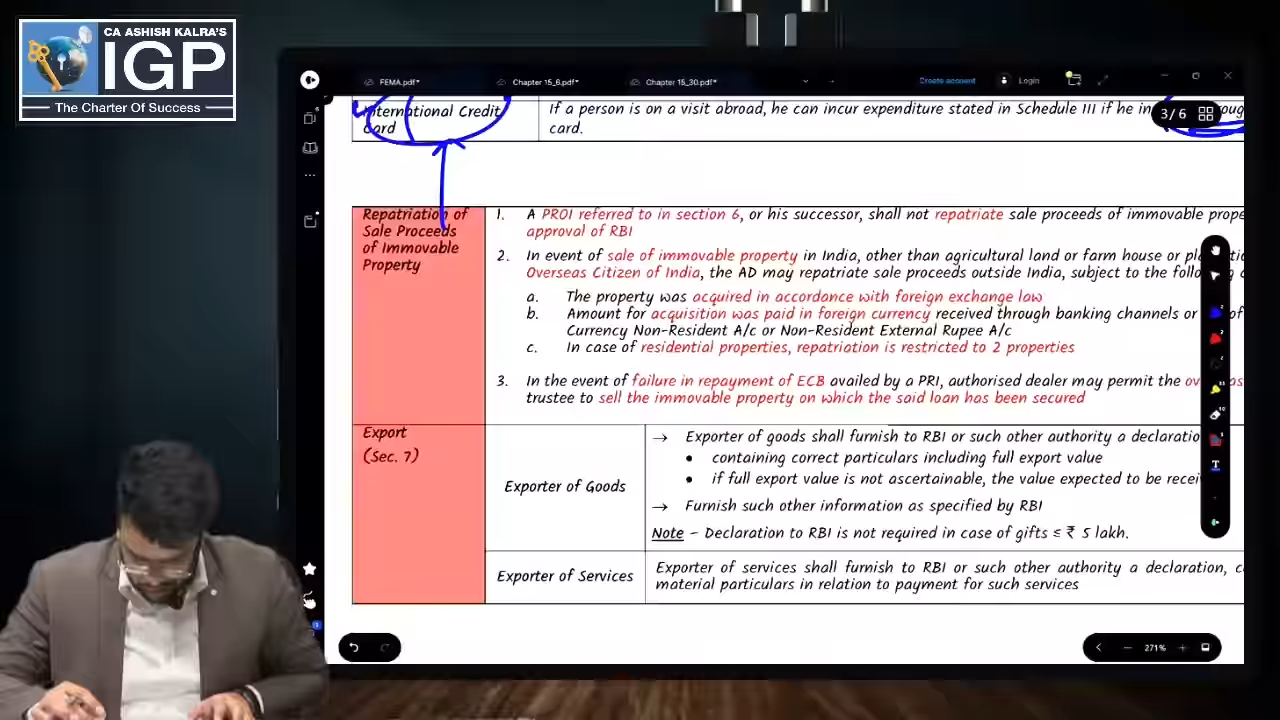 CA ASHISH KALRA'S
IGP
The Charter Of Success
FEMA.pdf*
Chapter 15_6.pdf*
Chapter 15_30.pdf*
Create account
Login
International Credit
Card
If a person is on a visit abroad, he can incur expenditure stated in Schedule III if he in
card.
3/6
Repatriation of
Sale Proceeds
of Immovable
Property
1. A PROI referred to in section 6, or his successor, shall not repatriate sale proceeds of immovable
approval of RBI
2. In event of sale of immovable property in India, other than agricultural land or farm house or
Overseas Citizen of India, the AD may repatriate sale proceeds outside India, subject to the
a. The property was acquired in accordance with foreign exchange law
b. Amount for acquisition was paid in foreign currency received through banking channels or
Currency Non-Resident A/c or Non-Resident External Rupee A/c
c. In case of residential properties, repatriation is restricted to 2 properties
3. In the event of failure in repayment of ECB availed by a PRI, authorised dealer may permit the
trustee to sell the immovable property on which the said loan has been secured
Export
(Sec. 7)
Exporter of Goods
→ Exporter of goods shall furnish to RBI or such other authority a
• containing correct particulars including full export value
• if full export value is not ascertainable, the value expected to be
→ Furnish such other information as specified by RBI
Note – Declaration to RBI is not required in case of gifts ≤ ₹ 5 lakh.
Exporter of Services
Exporter of services shall furnish to RBI or such other authority a declaration,
material particulars in relation to payment for such services
271%